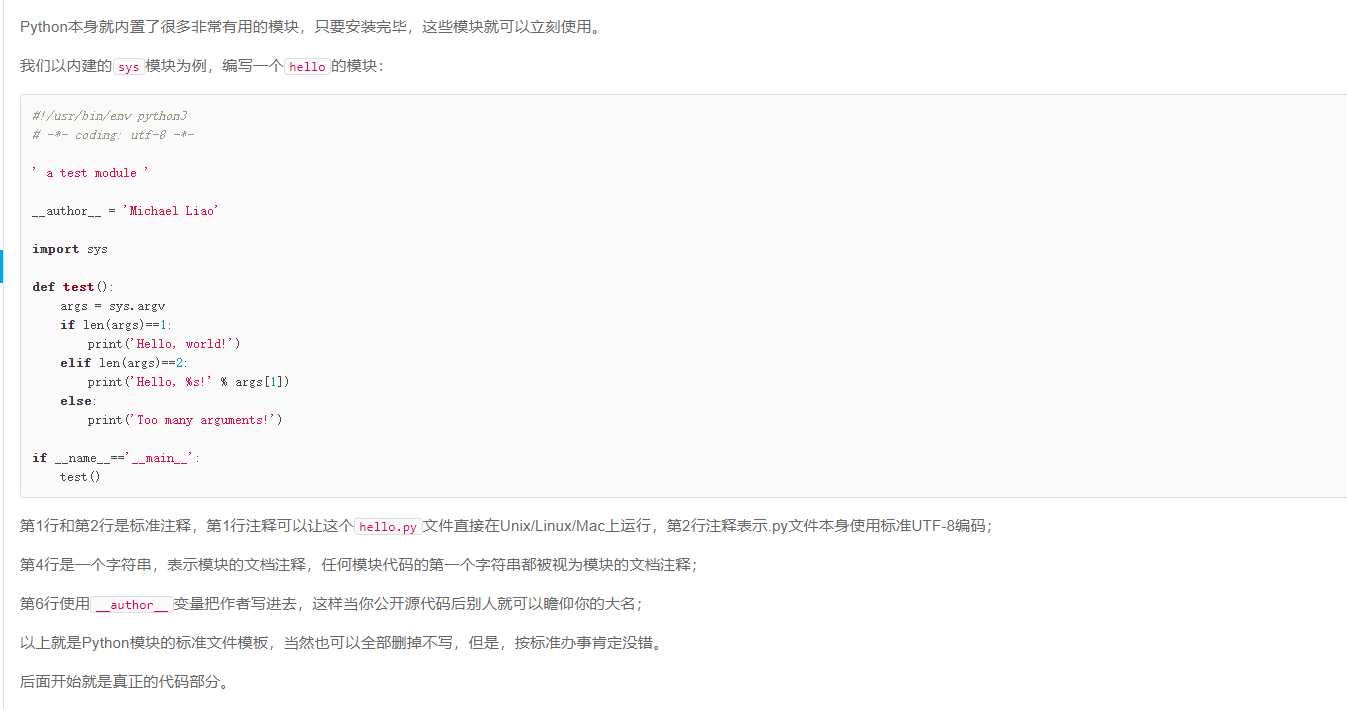 Python本身就内置了很多非常有用的模块，只要安装完毕，这些模块就可以立刻使用。
我们以内建的sys模块为例，编写一个hello的模块：
#!/usr/bin/env python3
# -*- coding: utf-8 -*-
' a test module '
__author__ = 'Michael Liao'
import sys
def test():
    args = sys.argv
    if len(args)==1:
        print('Hello, world!')
    elif len(args)==2:
        print('Hello, %s!' % args[1])
    else:
        print('Too many arguments!')
if __name__=='__main__':
    test()
第1行和第2行是标准注释，第1行注释可以让这个hello.py文件直接在Unix/Linux/Mac上运行，第2行注释表示.py文件本身使用标准UTF-8编码；
第4行是一个字符串，表示模块的文档注释，任何模块代码的第一个字符串都被视为模块的文档注释；
第6行使用__author__变量把作者写进去，这样当你公开源代码后别人就可以瞻仰你的大名；
以上就是Python模块的标准文件模板，当然也可以全部删掉不写，但是，按标准办事肯定没错。
后面开始就是真正的代码部分。